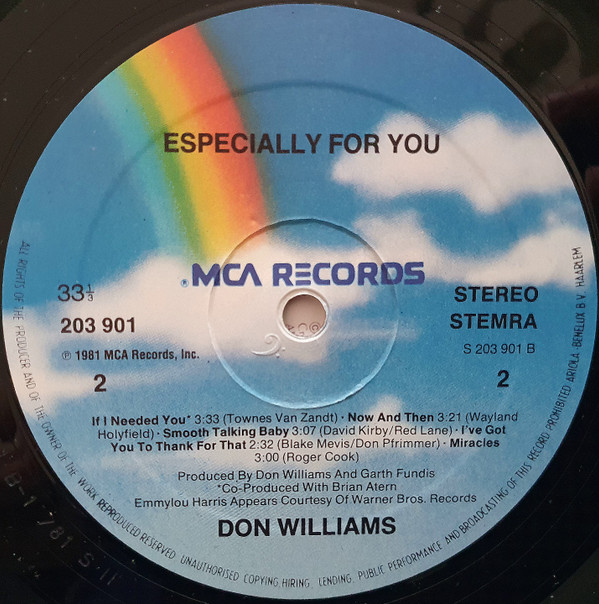 ESPECIALLY FOR YOU
® MCA RECORDS
33⅓
203 901
℗ 1981 MCA Records, Inc.
2
STEREO
STEMRA
S 203 901 B
2
If I Needed You* 3:33 (Townes Van Zandt) · Now And Then 3:21 (Wayland
Holyfield) · Smooth Talking Baby 3:07 (David Kirby/Red Lane) · I've Got
You To Thank For That 2:32 (Blake Mevis/Don Pfrimmer) · Miracles
3:00 (Roger Cook)
Produced By Don Williams And Garth Fundis
*Co-Produced With Brian Atern
Emmylou Harris Appears Courtesy Of Warner Bros. Records
DON WILLIAMS
ALL RIGHTS OF THE PRODUCER AND OF THE OWNER OF THE WORK REPRODUCED RESERVED. UNAUTHORISED COPYING, HIRING, LENDING, PUBLIC PERFORMANCE AND BROADCASTING OF THIS RECORD PROHIBITED ARIOLA-BENELUX B.V. HAARLEM